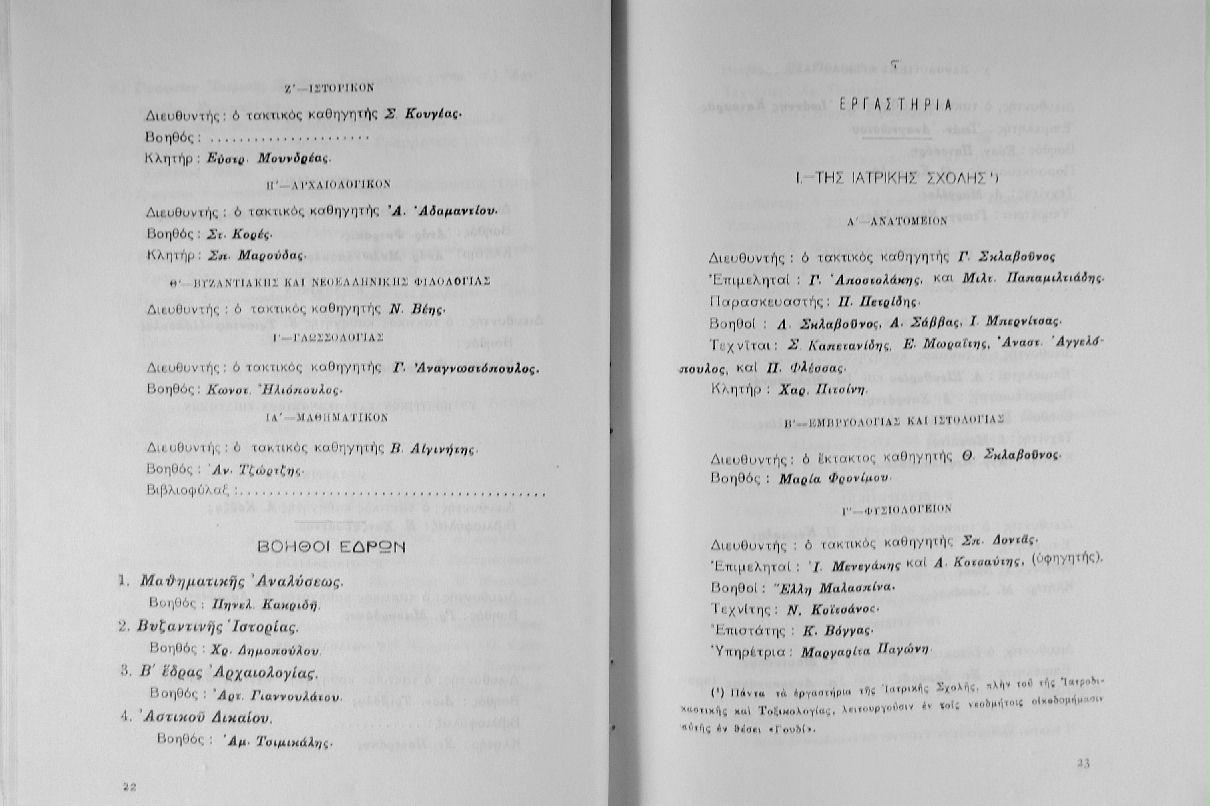 Ζ'—ΙΣΤΟΡΙΚΟΝ
Διευθυντής : ὁ τακτικὸς καθηγητὴς Σ. Κουγέας.
Βοηθός : ......................
Κλητήρ : Εὐστρ. Μουνδρέας.
Η'—ΑΡΧΑΙΟΛΟΓΙΚΟΝ
Διευθυντής : ὁ τακτικὸς καθηγητὴς Ἀ. Ἀδαμαντίου.
Βοηθός : Στ. Κορές.
Κλητήρ : Σπ. Μαρούδας.
Θ'—ΒΥΖΑΝΤΙΑΚΗΣ ΚΑΙ ΝΕΟΕΛΛΗΝΙΚΗΣ ΦΙΛΟΛΟΓΙΑΣ
Διευθυντής : ὁ τακτικὸς καθηγητὴς Ν. Βέης.
Ι'—ΓΛΩΣΣΟΛΟΓΙΑΣ
Διευθυντής : ὁ τακτικὸς καθηγητὴς Γ. Ἀναγνωστόπουλος.
Βοηθός : Κωνστ. Ἡλιόπουλος.
ΙΑ'—ΜΑΘΗΜΑΤΙΚΟΝ
Διευθυντής : ὁ τακτικὸς καθηγητὴς Β. Αἰγινήτης.
Βοηθός : Ἀν. Τζώρτζης.
Βιβλιοφύλαξ :........................................
ΒΟΗΘΟΙ ΕΔΡΩΝ
1. Μαθηματικῆς Ἀναλύσεως.
Βοηθός : Πηνελ. Κακριδῆ.
2. Βυζαντινῆς Ἱστορίας.
Βοηθός : Χρ. Δημοπούλου.
3. Β' ἕδρας Ἀρχαιολογίας.
Βοηθός : Ἀρτ. Γιαννουλάτου.
4. Ἀστικοῦ Δικαίου.
Βοηθός : Ἀμ. Τσιμικάλης.
22
ΕΡΓΑΣΤΗΡΙΑ
Ι.—ΤΗΣ ΙΑΤΡΙΚΗΣ ΣΧΟΛΗΣ ¹)
Α'—ΑΝΑΤΟΜΕΙΟΝ
Διευθυντής : ὁ τακτικὸς καθηγητὴς Γ. Σκλαβοῦνος
Ἐπιμεληταί : Γ. Ἀποστολάκης, καὶ Μιλτ. Παπαμιλτιάδης.
Παρασκευαστής : Π. Πετρίδης.
Βοηθοί : Λ. Σκλαβοῦνος, Α. Σάββας, Ι. Μπερνίτσας.
Τεχνῖται : Σ. Καπετανίδης, Ε. Μωραΐτης, Ἀναστ. Ἀγγελό-
πουλος, καὶ Π. Φλέσσας.
Κλητήρ : Χαρ. Πιτσίνη.
Β'—ΕΜΒΡΥΟΛΟΓΙΑΣ ΚΑΙ ΙΣΤΟΛΟΓΙΑΣ
Διευθυντής : ὁ ἔκτακτος καθηγητὴς Θ. Σκλαβοῦνος.
Βοηθός : Μαρία Φρονίμου.
Γ'—ΦΥΣΙΟΛΟΓΕΙΟΝ
Διευθυντής : ὁ τακτικὸς καθηγητὴς Σπ. Δοντᾶς.
Ἐπιμεληταί : Ἰ. Μενεγάκης καὶ Α. Κοτσαύτης, (ὑφηγητής).
Βοηθοί : Ἕλλη Μαλασπίνα.
Τεχνίτης : Ν. Κοϊτσάνος.
Ἐπιστάτης : Κ. Βόγγας.
Ὑπηρέτρια : Μαργαρίτα Παγώνη.
(¹) Πάντα τὰ ἐργαστήρια τῆς Ἰατρικῆς Σχολῆς, πλὴν τοῦ τῆς Ἰατροδι-
καστικῆς καὶ Τοξικολογίας, λειτουργοῦσιν ἐν τοῖς νεοδμήτοις οἰκοδομήμασιν
αὐτῆς ἐν θέσει «Γουδί».
23